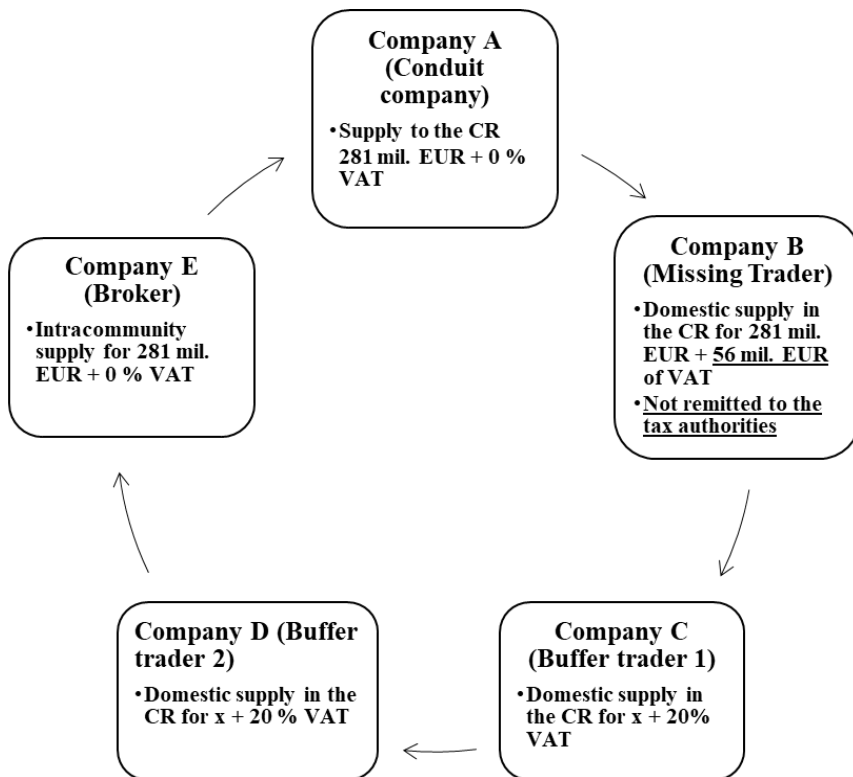 Company A
(Conduit
company)
•Supply to the CR
281 mil. EUR + 0 %
VAT
Company B
(Missing Trader)
•Domestic supply in
the CR for 281 mil.
EUR + 56 mil. EUR
of VAT
•Not remitted to the
tax authorities
Company C
(Buffer trader 1)
•Domestic supply in
the CR for x + 20%
VAT
Company D (Buffer
trader 2)
•Domestic supply in the
CR for x + 20 % VAT
Company E
(Broker)
•Intracommunity
supply for 281 mil.
EUR + 0 % VAT